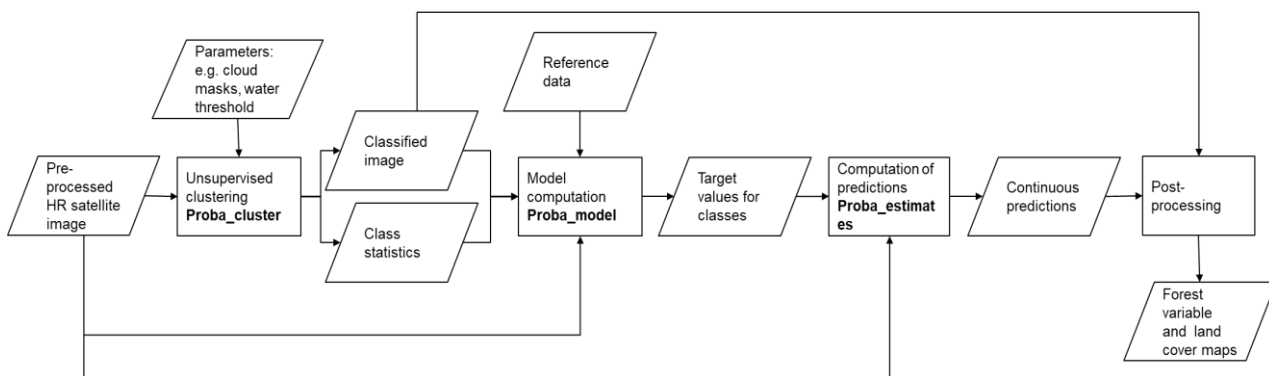 Parameters:
e.g. cloud
masks, water
threshold
Reference
data
Classified
image
Pre-
processed
HR satellite
image
Unsupervised
clustering
Proba_cluster
Class
statistics
Model
computation
Proba_model
Target
values for
classes
Computation of
predictions
Proba_estimat
es
Continuous
predictions
Post-
processing
Forest
variable
and land
cover maps